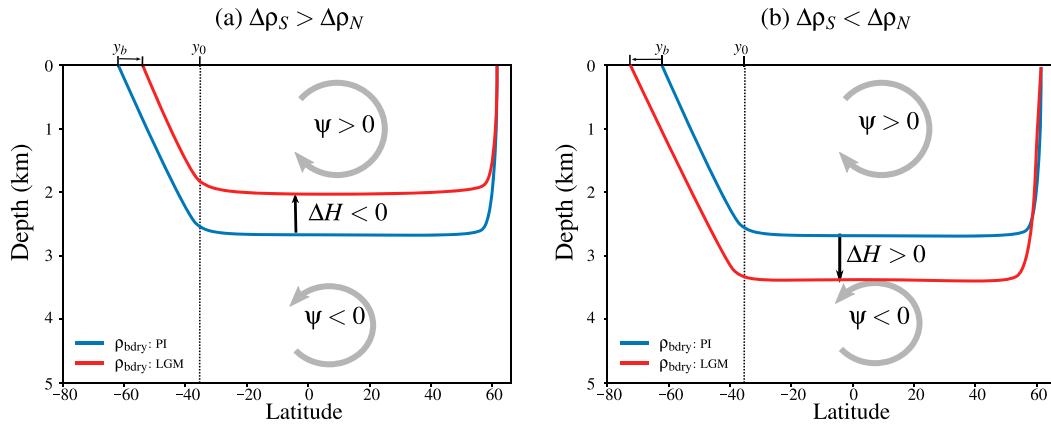 (a) Δρ_S > Δρ_N
y_b y_0
0
1
2
3
4
5
Depth (km)
ψ > 0
ΔH < 0
ψ < 0
ρ_bdry: PI
ρ_bdry: LGM
-80 -60 -40 -20 0 20 40 60
Latitude
(b) Δρ_S < Δρ_N
y_b y_0
0
1
2
3
4
5
Depth (km)
ψ > 0
ΔH > 0
ψ < 0
ρ_bdry: PI
ρ_bdry: LGM
-80 -60 -40 -20 0 20 40 60
Latitude